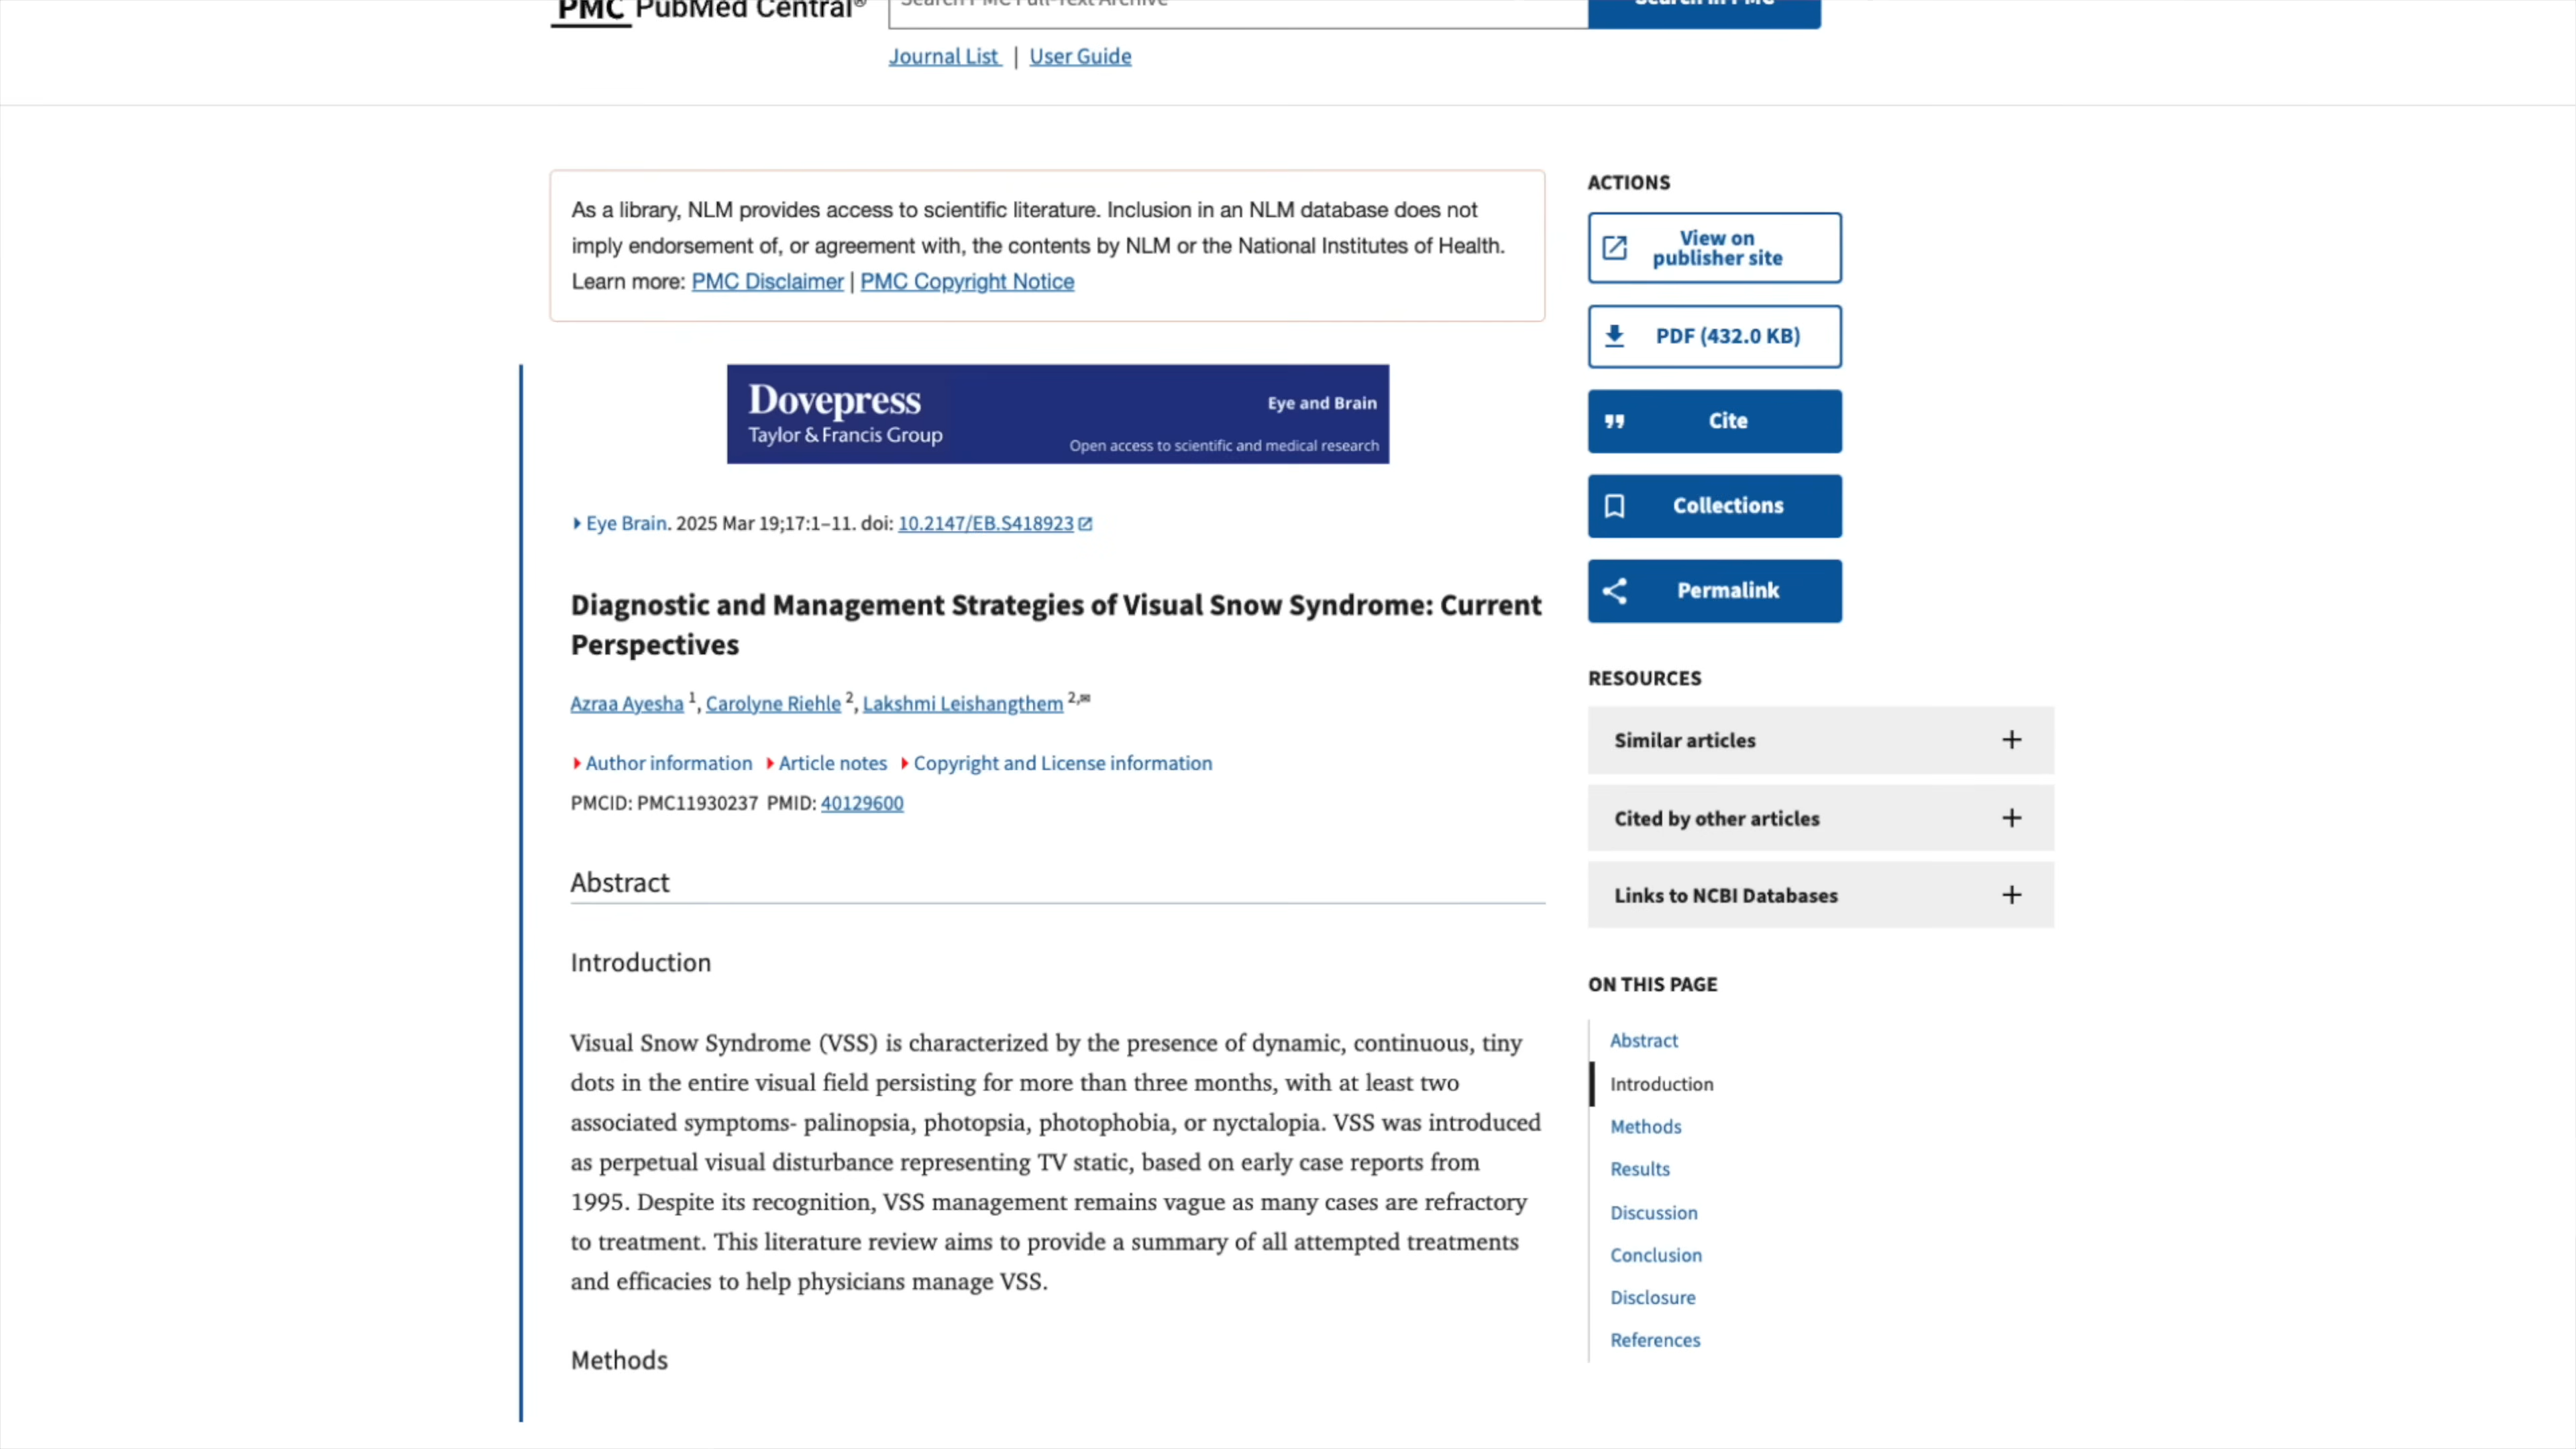 PMC PubMed Central®
Search PMC Full-Text Archive
Search in PMC
Journal List | User Guide
As a library, NLM provides access to scientific literature. Inclusion in an NLM database does not
imply endorsement of, or agreement with, the contents by NLM or the National Institutes of Health.
Learn more: PMC Disclaimer | PMC Copyright Notice
Dovepress
Taylor & Francis Group
Eye and Brain
Open access to scientific and medical research
Eye Brain. 2025 Mar 19;17:1–11. doi: 10.2147/EB.S418923
Diagnostic and Management Strategies of Visual Snow Syndrome: Current
Perspectives
Azraa Ayesha 1, Carolyne Riehle 2, Lakshmi Leishangthem 2,✉
Author information Article notes Copyright and License information
PMCID: PMC11930237 PMID: 40129600
Abstract
Introduction
Visual Snow Syndrome (VSS) is characterized by the presence of dynamic, continuous, tiny
dots in the entire visual field persisting for more than three months, with at least two
associated symptoms- palinopsia, photopsia, photophobia, or nyctalopia. VSS was introduced
as perpetual visual disturbance representing TV static, based on early case reports from
1995. Despite its recognition, VSS management remains vague as many cases are refractory
to treatment. This literature review aims to provide a summary of all attempted treatments
and efficacies to help physicians manage VSS.
Methods
ACTIONS
View on
publisher site
PDF (432.0 KB)
Cite
Collections
Permalink
RESOURCES
Similar articles
Cited by other articles
Links to NCBI Databases
ON THIS PAGE
Abstract
Introduction
Methods
Results
Discussion
Conclusion
Disclosure
References